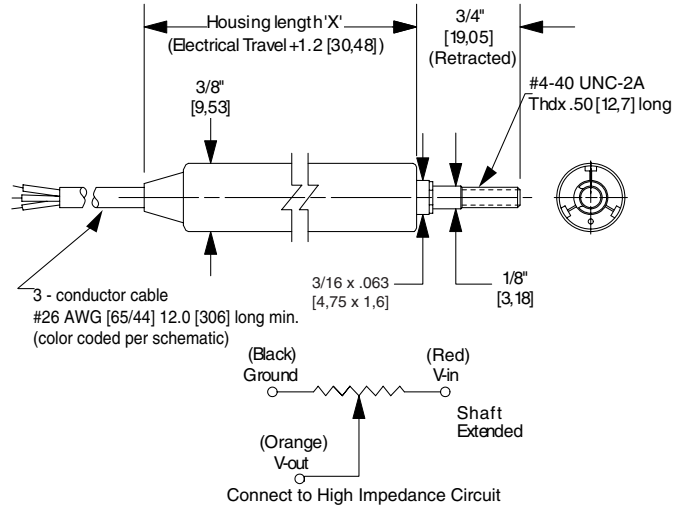 Housing length 'X'
(Electrical Travel +1.2 [30,48])
3/4"
[19,05]
(Retracted)
#4-40 UNC-2A
Thdx .50 [12,7] long
3/8"
[9,53]
3/16 x .063
[4,75 x 1,6]
1/8"
[3,18]
3 - conductor cable
#26 AWG [65/44] 12.0 [306] long min.
(color coded per schematic)
(Black)
Ground
(Red)
V-in
Shaft
Extended
(Orange)
V-out
Connect to High Impedance Circuit